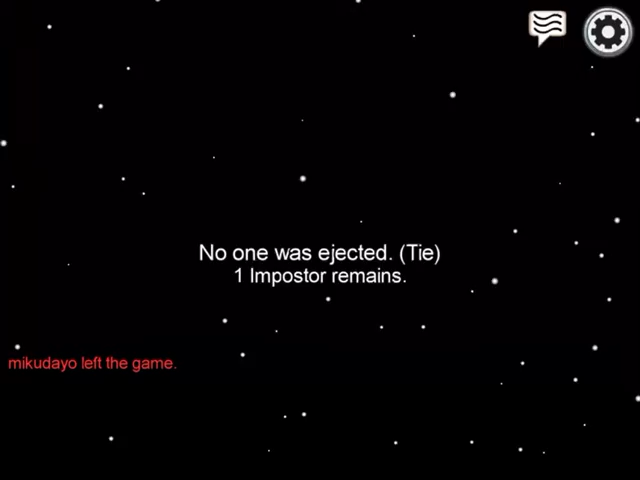 No one was ejected. (Tie)
1 Impostor remains.
mikudayo left the game.